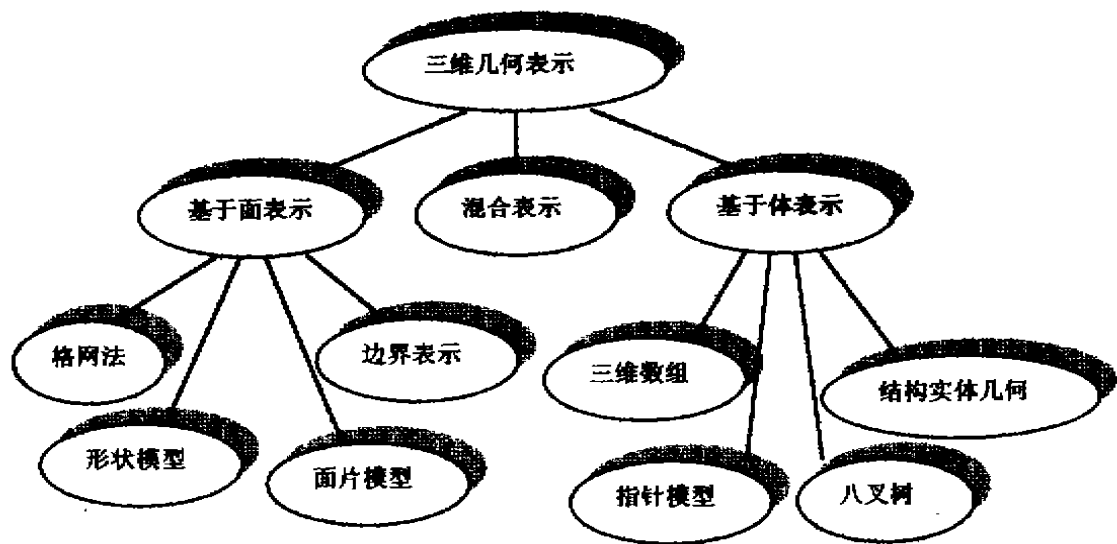 三维几何表示
基于面表示
混合表示
基于体表示
格网法
边界表示
三维数组
结构实体几何
形状模型
面片模型
指针模型
八叉树